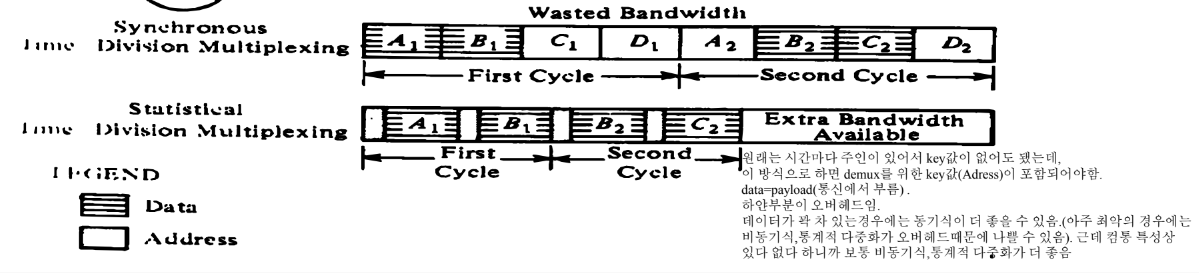 Wasted Bandwidth
Synchronous
Time Division Multiplexing
A1 B1 C1 D1 A2 B2 C2 D2
First Cycle Second Cycle
Statistical
Time Division Multiplexing
A1 B1 B2 C2 Extra Bandwidth
Available
First Second
Cycle Cycle
LEGEND
Data
Address
원래는 시간마다 주인이 있어서 key값이 없어도 됐는데,
이 방식으로 하면 demux를 위한 key값(Adress)이 포함되어야함.
data=payload(통신에서 부름) .
하얀부분이 오버헤드임.
데이터가 꽉 차 있는경우에는 동기식이 더 좋을 수 있음.(아주 최악의 경우에는
비동기식,통계적 다중화가 오버헤드때문에 나쁠 수 있음). 근데 컴통 특성상
있다 없다 하니까 보통 비동기식,통계적 다중화가 더 좋음